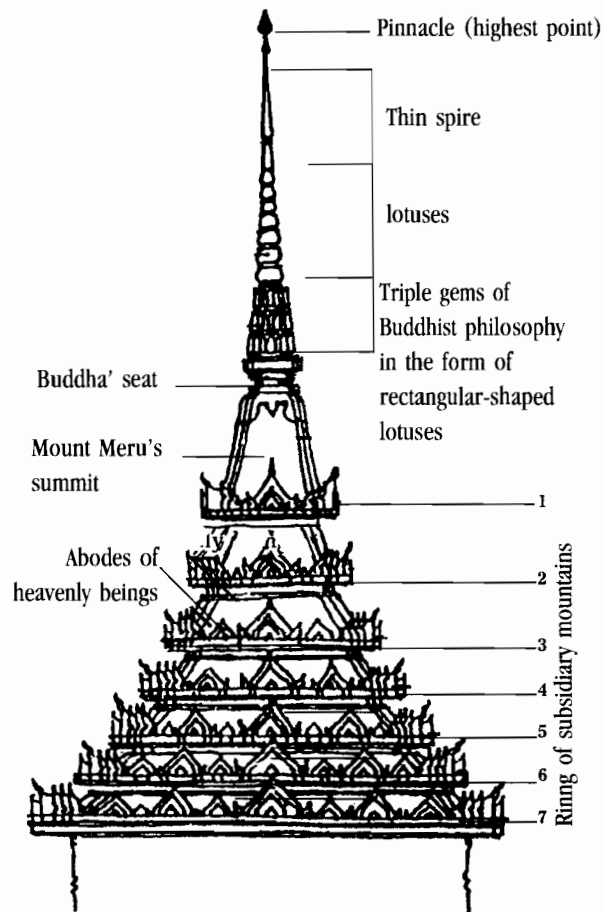 Pinnacle (highest point)
Thin spire
lotuses
Triple gems of
Buddhist philosophy
in the form of
rectangular-shaped
lotuses
Buddha' seat
Mount Meru's
summit
1
Abodes of
heavenly beings
2
3
4
5
6
7
Rinng of subsidiary mountains